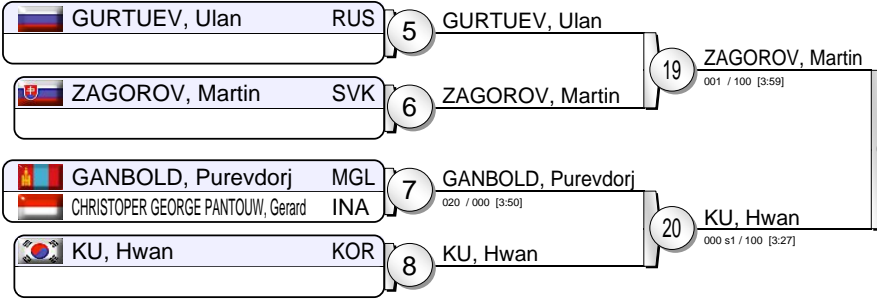 GURTUEV, Ulan RUS
5
GURTUEV, Ulan
ZAGOROV, Martin SVK
6
ZAGOROV, Martin
19
ZAGOROV, Martin
001 / 100 [3:59]
GANBOLD, Purevdorj MGL
CHRISTOPER GEORGE PANTOUW, Gerard INA
7
GANBOLD, Purevdorj
020 / 000 [3:50]
KU, Hwan KOR
8
KU, Hwan
20
KU, Hwan
000 s1 / 100 [3:27]